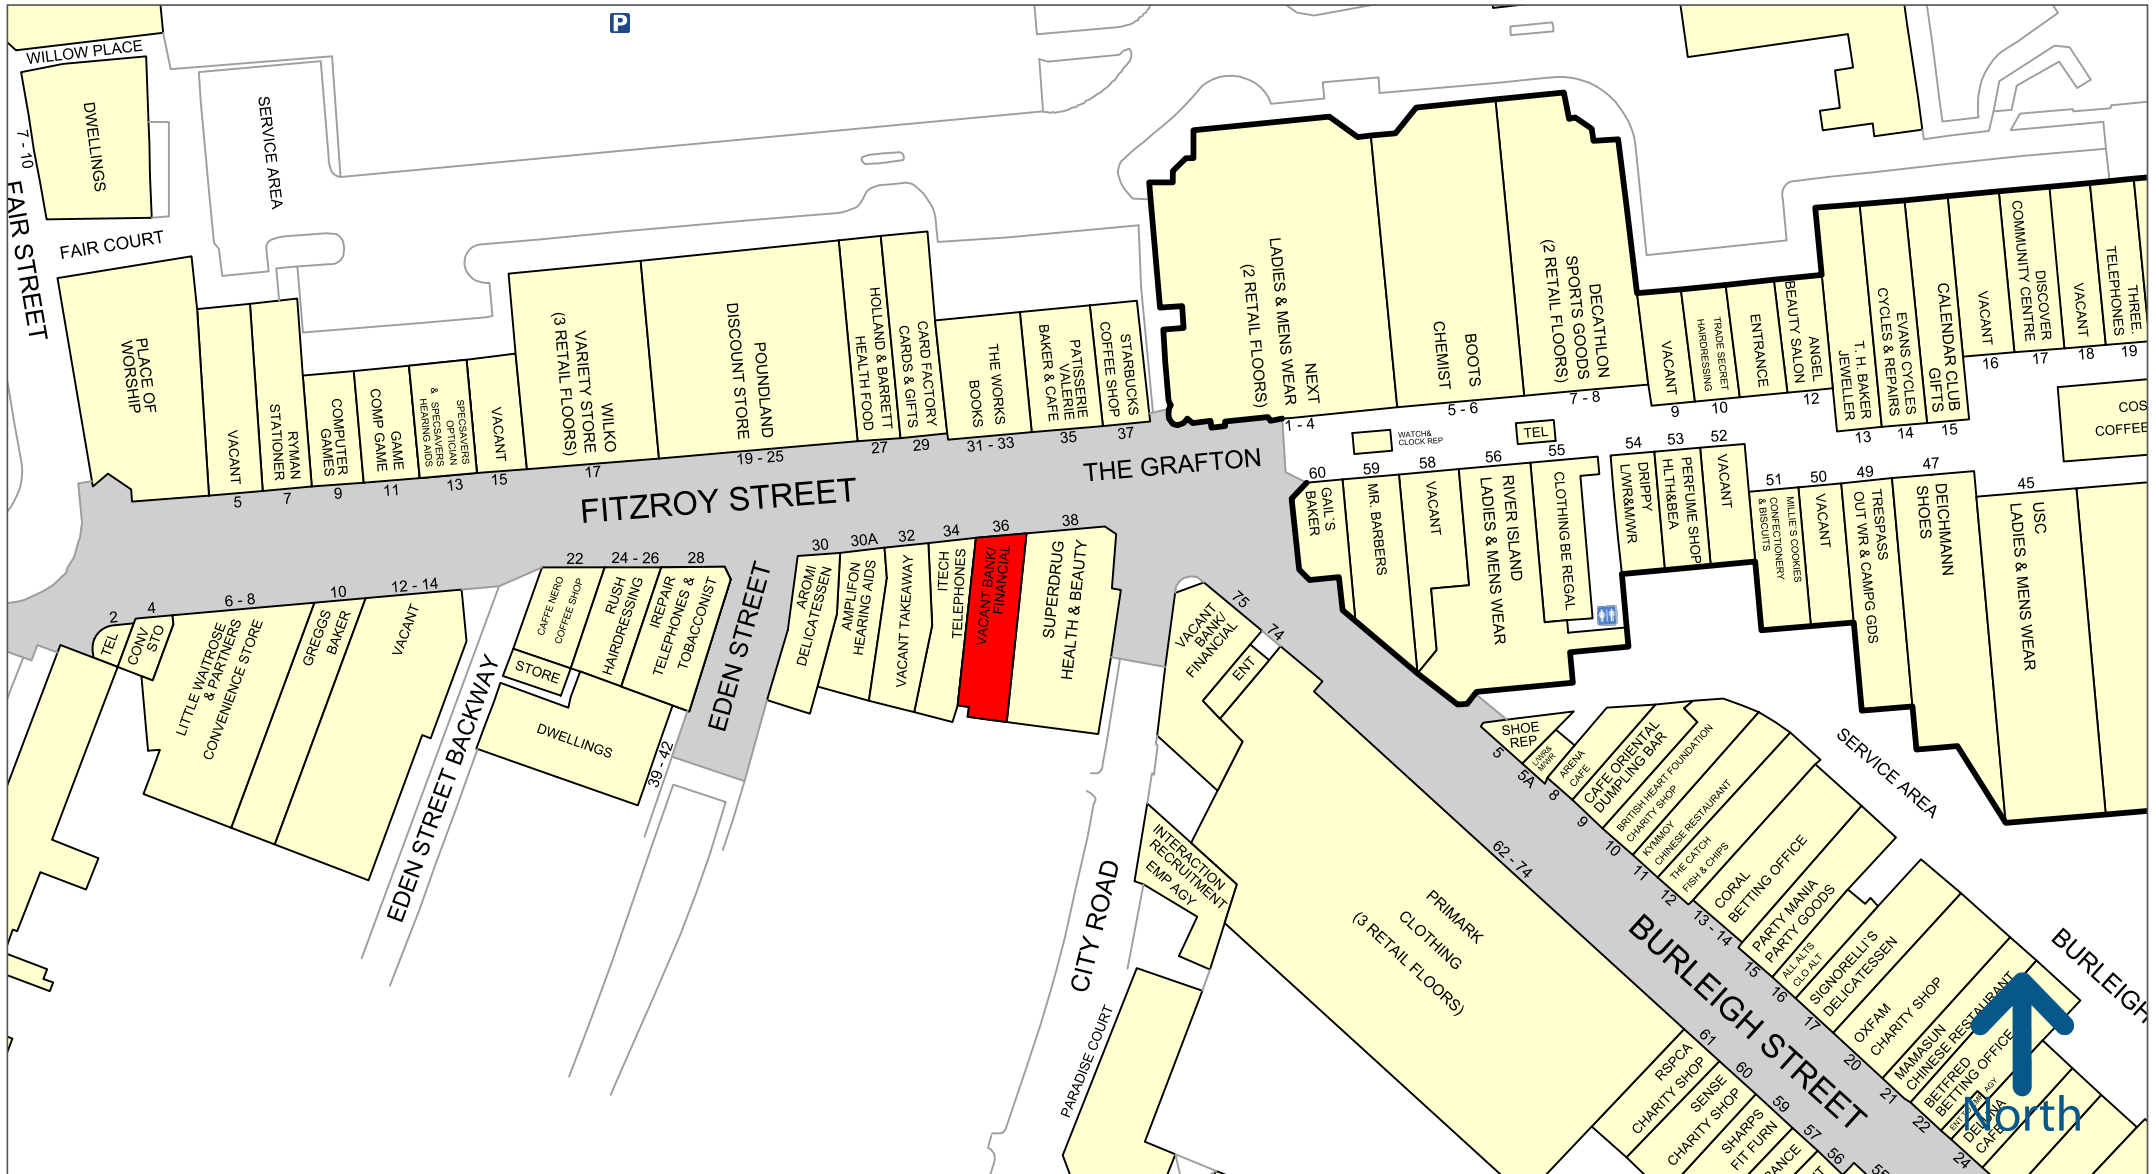 P
WILLOW PLACE
DWELLINGS
7 - 10
FAIR STREET
SERVICE AREA
FAIR COURT
PLACE OF
WORSHIP
VACANT
5
RYMAN
STATIONER
7
COMPUTER
GAMES
9
GAME
COMP GAME
11
SPECSAVERS
OPTICIAN
& SPECSAVERS
HEARING AIDS
13
VACANT
15
WILKO
VARIETY STORE
(3 RETAIL FLOORS)
17
POUNDLAND
DISCOUNT STORE
19 - 25
HOLLAND & BARRETT
HEALTH FOOD
27
CARD FACTORY
CARDS & GIFTS
29
THE WORKS
BOOKS
31 - 33
PATISSERIE
VALERIE
BAKER & CAFE
35
STARBUCKS
COFFEE SHOP
37
NEXT
LADIES & MENS WEAR
(2 RETAIL FLOORS)
1 - 4
BOOTS
CHEMIST
5 - 6
DECATHLON
SPORTS GOODS
(2 RETAIL FLOORS)
7 - 8
VACANT
9
TRADE SECRET
HAIRDRESSING
10
ENTRANCE
ANGEL
BEAUTY SALON
12
T. H. BAKER
JEWELLER
13
EVANS CYCLES
CYCLES & REPAIRS
14
CALENDAR CLUB
GIFTS
15
VACANT
16
DISCOVER
COMMUNITY CENTRE
17
VACANT
18
THREE.
TELEPHONES
19
COS
COFFEE
WATCH&
CLOCK REP
TEL
FITZROY STREET
THE GRAFTON
60
GAIL'S
BAKER
59
MR. BARBERS
58
VACANT
56
RIVER ISLAND
LADIES & MENS WEAR
55
CLOTHING BE REGAL
54
DRIPPY
L/WR&M/WR
53
PERFUME SHOP
HLTH&BEA
52
VACANT
51
MILLIE'S COOKIES
CONFECTIONERY
& BISCUITS
50
VACANT
49
TRESPASS
OUT WR & CAMPG GDS
47
DEICHMANN
SHOES
45
USC
LADIES & MENS WEAR
2
TEL
4
CONV
STO
6 - 8
LITTLE WAITROSE
& PARTNERS
CONVENIENCE STORE
10
GREGGS
BAKER
12 - 14
VACANT
EDEN STREET BACKWAY
22
CAFFE NERO
COFFEE SHOP
STORE
24 - 26
RUSH
HAIRDRESSING
28
IREPAIR
TELEPHONES &
TOBACCONIST
DWELLINGS
39 - 42
EDEN STREET
30
AROMI
DELICATESSEN
30A
AMPLIFON
HEARING AIDS
32
VACANT TAKEAWAY
34
ITECH
TELEPHONES
36
VACANT BANK/
FINANCIAL
38
SUPERDRUG
HEALTH & BEAUTY
75
VACANT
BANK/
FINANCIAL
74
ENT
INTERACTION
RECRUITMENT
EMP AGY
CITY ROAD
PARADISE COURT
PRIMARK
CLOTHING
(3 RETAIL FLOORS)
62 - 74
SERVICE AREA
SHOE
REP
5
L/WR&
M/WR
5A
ARENA
CAFE
8
CAFE ORIENTAL
DUMPLING BAR
9
BRITISH HEART FOUNDATION
CHARITY SHOP
10
KYMMOY
CHINESE RESTAURANT
11
THE CATCH
FISH & CHIPS
12
CORAL
BETTING OFFICE
13 - 14
PARTY MANIA
PARTY GOODS
15
ALL ALTS
CLO ALT
16
SIGNORELLI'S
DELICATESSEN
17
OXFAM
CHARITY SHOP
20
MAMASUN
CHINESE RESTAURANT
21
BETFRED
BETTING OFFICE
22
CAFE
24
BURLEIGH STREET
BURLEIGH
61
RSPCA
CHARITY SHOP
60
SENSE
CHARITY SHOP
59
SHARPS
FIT FURN
57
56
55
North